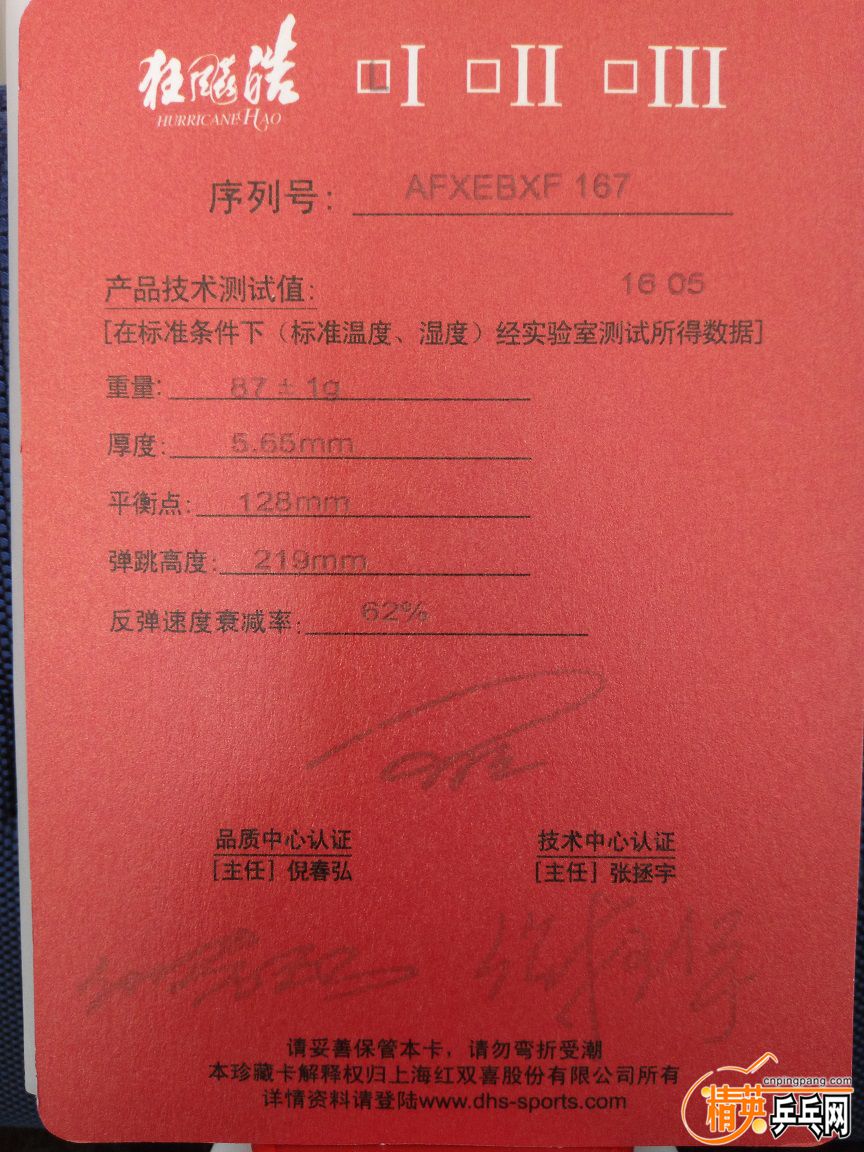 狂飚皓 □I □II □III
HURRICANE HAO
序列号: AFXEBXF 167
产品技术测试值: 16 05
[在标准条件下（标准温度、湿度）经实验室测试所得数据]
重量: 87 ± 1g
厚度: 5.65mm
平衡点: 128mm
弹跳高度: 219mm
反弹速度衰减率: 62%
品质中心认证 技术中心认证
[主任] 倪春弘 [主任] 张拯宇
请妥善保管本卡，请勿弯折受潮
本珍藏卡解释权归上海红双喜股份有限公司所有
详情资料请登陆www.dhs-sports.com
cnpingpang.com
精英乒乓网